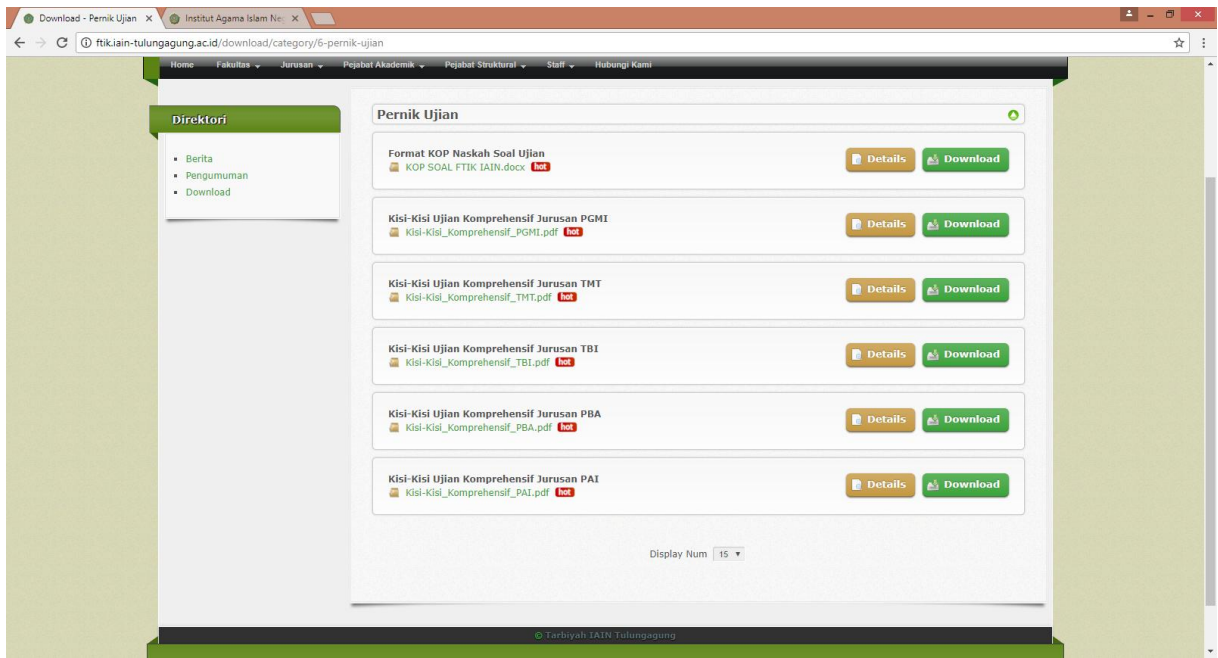 Download - Pernik Ujian
Institut Agama Islam Neg
ftik.iain-tulungagung.ac.id/download/category/6-pernik-ujian
Home Fakultas Jurusan Pejabat Akademik Pejabat Struktural Staff Hubungi Kami
Direktori
Berita
Pengumuman
Download
Pernik Ujian
Format KOP Naskah Soal Ujian
KOP SOAL FTIK IAIN.docx hot
Details Download
Kisi-Kisi Ujian Komprehensif Jurusan PGMI
Kisi-Kisi_Komprehensif_PGMI.pdf hot
Details Download
Kisi-Kisi Ujian Komprehensif Jurusan TMT
Kisi-Kisi_Komprehensif_TMT.pdf hot
Details Download
Kisi-Kisi Ujian Komprehensif Jurusan TBI
Kisi-Kisi_Komprehensif_TBI.pdf hot
Details Download
Kisi-Kisi Ujian Komprehensif Jurusan PBA
Kisi-Kisi_Komprehensif_PBA.pdf hot
Details Download
Kisi-Kisi Ujian Komprehensif Jurusan PAI
Kisi-Kisi_Komprehensif_PAI.pdf hot
Details Download
Display Num 15
© Tarbiyah IAIN Tulungagung